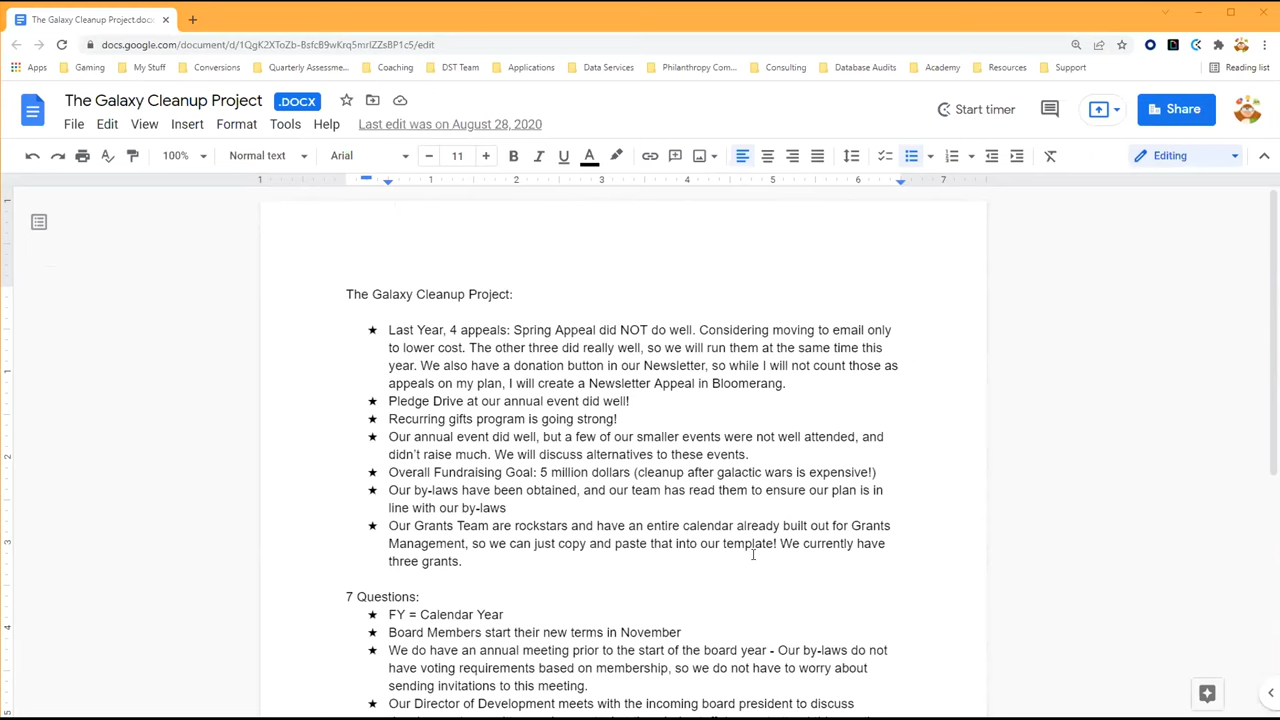 The Galaxy Cleanup Project.docx
docs.google.com/document/d/1QgK2XToZb-BsfcB9wKrq5mrIZZsBP1c5/edit
Apps Gaming My Stuff Conversions Quarterly Assessme... Coaching DST Team Applications Data Services Philanthropy Com... Consulting Database Audits Academy Resources Support Reading list
The Galaxy Cleanup Project .DOCX
Start timer Share
File Edit View Insert Format Tools Help Last edit was on August 28, 2020
100% Normal text Arial 11 Editing
1 1 2 3 4 5 6 7
The Galaxy Cleanup Project:
★ Last Year, 4 appeals: Spring Appeal did NOT do well. Considering moving to email only
to lower cost. The other three did really well, so we will run them at the same time this
year. We also have a donation button in our Newsletter, so while I will not count those as
appeals on my plan, I will create a Newsletter Appeal in Bloomerang.
★ Pledge Drive at our annual event did well!
★ Recurring gifts program is going strong!
★ Our annual event did well, but a few of our smaller events were not well attended, and
didn't raise much. We will discuss alternatives to these events.
★ Overall Fundraising Goal: 5 million dollars (cleanup after galactic wars is expensive!)
★ Our by-laws have been obtained, and our team has read them to ensure our plan is in
line with our by-laws
★ Our Grants Team are rockstars and have an entire calendar already built out for Grants
Management, so we can just copy and paste that into our template! We currently have
three grants.
7 Questions:
★ FY = Calendar Year
★ Board Members start their new terms in November
★ We do have an annual meeting prior to the start of the board year - Our by-laws do not
have voting requirements based on membership, so we do not have to worry about
sending invitations to this meeting.
★ Our Director of Development meets with the incoming board president to discuss